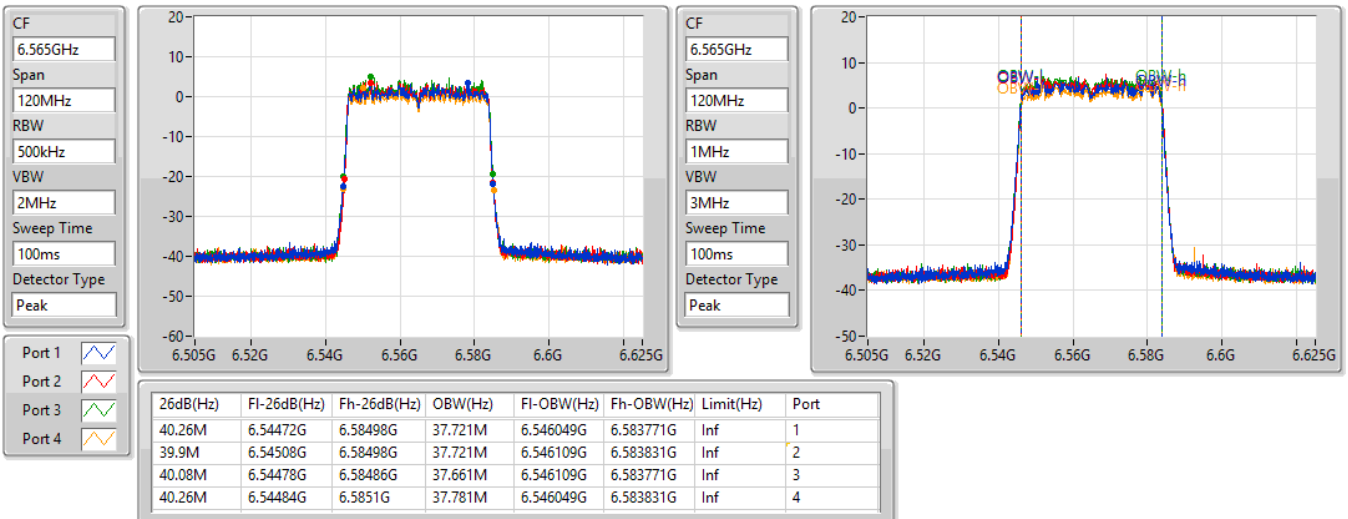 CF
6.565GHz
Span
120MHz
RBW
500kHz
VBW
2MHz
Sweep Time
100ms
Detector Type
Peak
20
10
0
-10
-20
-30
-40
-50
-60
6.505G 6.52G 6.54G 6.56G 6.58G 6.6G 6.625G
CF
6.565GHz
Span
120MHz
RBW
1MHz
VBW
3MHz
Sweep Time
100ms
Detector Type
Peak
20
10
0
-10
-20
-30
-40
-50
OBW-h
6.505G 6.52G 6.54G 6.56G 6.58G 6.6G 6.625G
Port 1
Port 2
Port 3
Port 4
26dB(Hz) Fl-26dB(Hz) Fh-26dB(Hz) OBW(Hz) Fl-OBW(Hz) Fh-OBW(Hz) Limit(Hz) Port
40.26M 6.54472G 6.58498G 37.721M 6.546049G 6.583771G Inf 1
39.9M 6.54508G 6.58498G 37.721M 6.546109G 6.583831G Inf 2
40.08M 6.54478G 6.58486G 37.661M 6.546109G 6.583771G Inf 3
40.26M 6.54484G 6.5851G 37.781M 6.546049G 6.583831G Inf 4